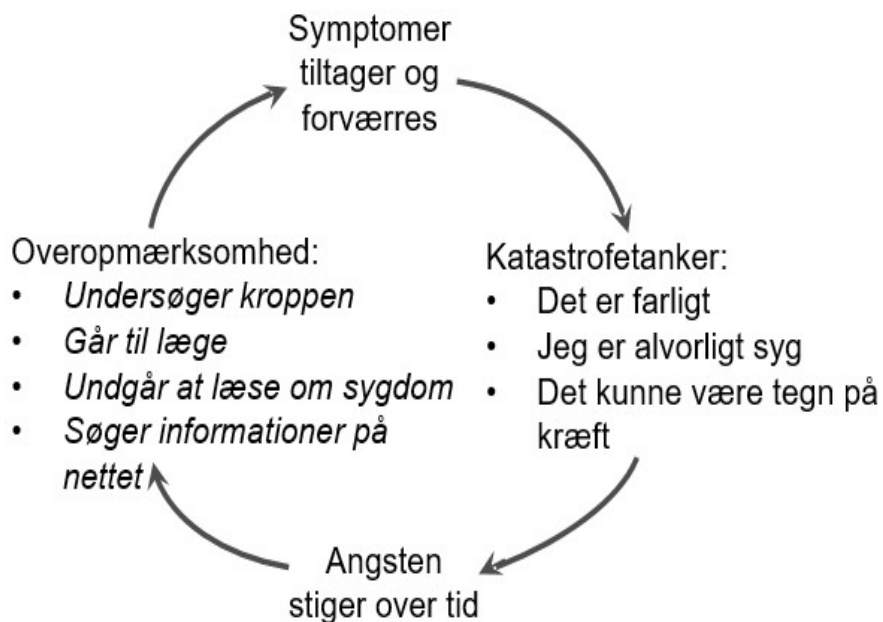 Symptomer
tiltager og
forværres
Overopmærksomhed:
• Undersøger kroppen
• Går til læge
• Undgår at læse om sygdom
• Søger informationer på
nettet
Katastrofetanker:
• Det er farligt
• Jeg er alvorligt syg
• Det kunne være tegn på
kræft
Angsten
stiger over tid